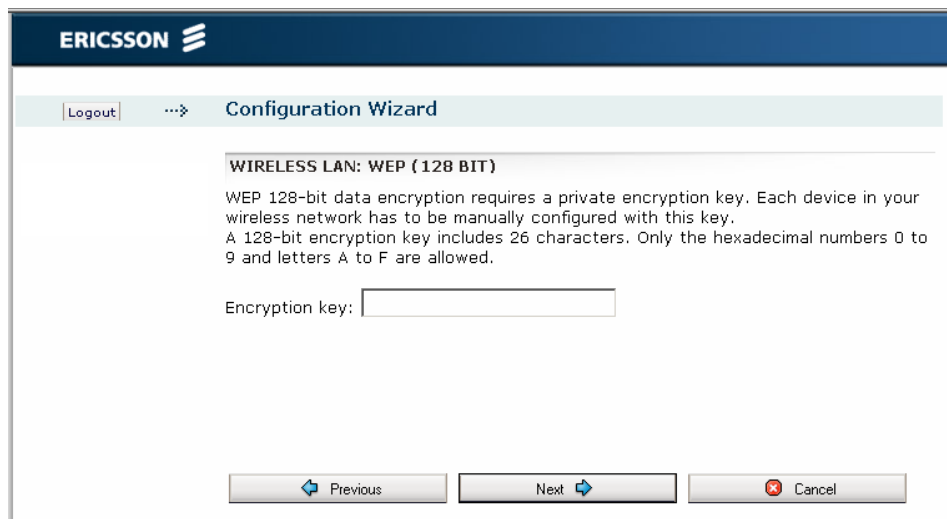 ERICSSON
Logout
Configuration Wizard
WIRELESS LAN: WEP (128 BIT)
WEP 128-bit data encryption requires a private encryption key. Each device in your
wireless network has to be manually configured with this key.
A 128-bit encryption key includes 26 characters. Only the hexadecimal numbers 0 to
9 and letters A to F are allowed.
Encryption key:
Previous
Next
Cancel